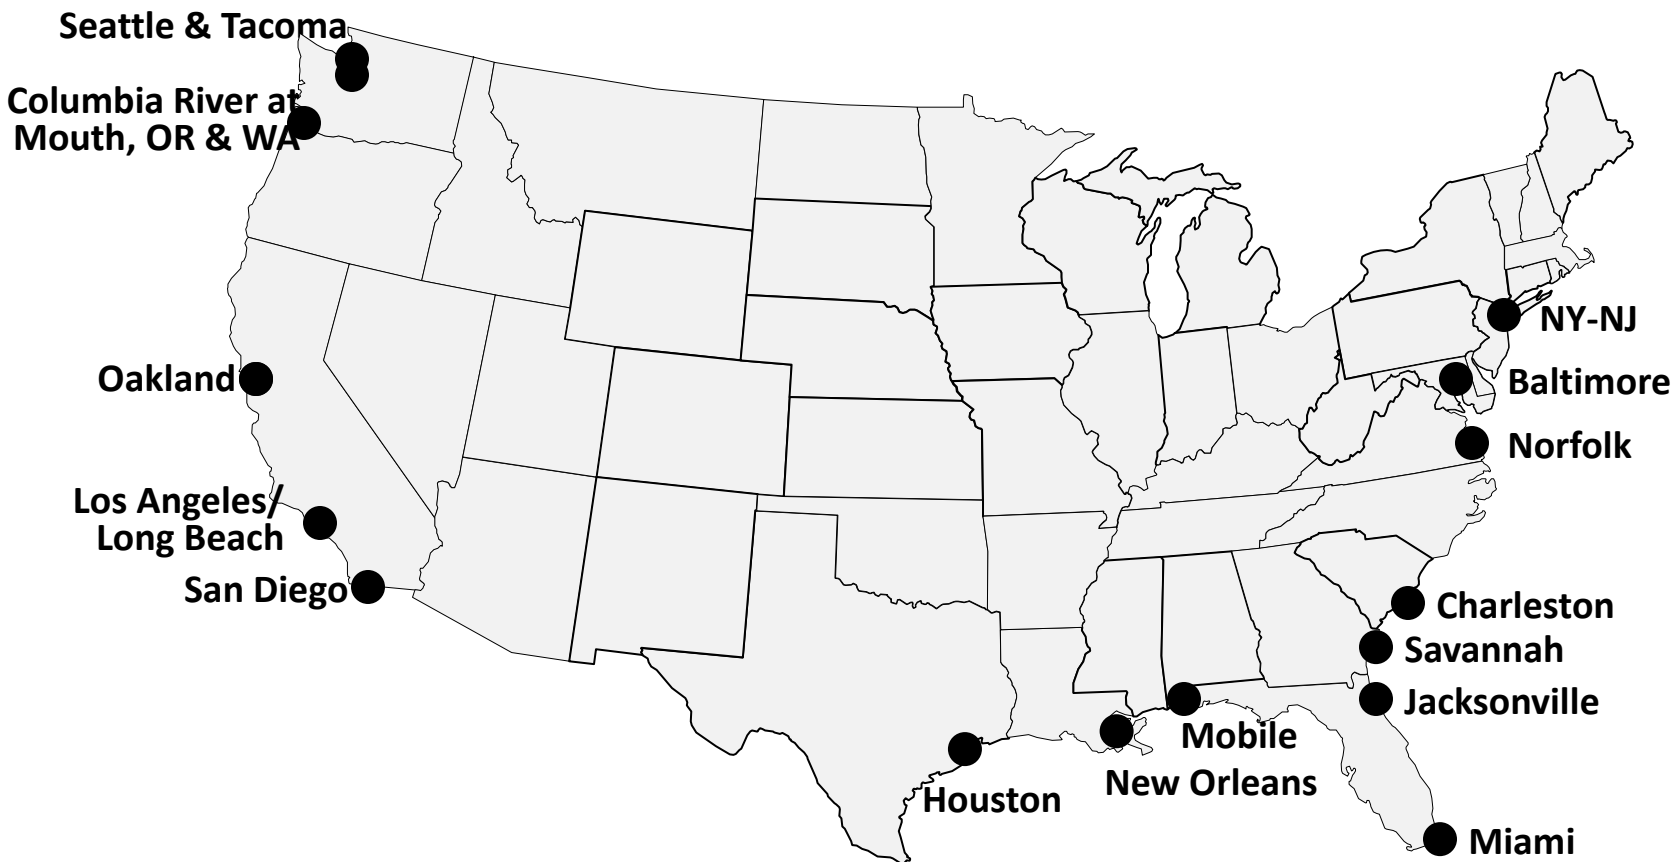 Seattle & Tacoma
Columbia River at
Mouth, OR & WA
NY-NJ
Oakland
Baltimore
Norfolk
Los Angeles/
Long Beach
San Diego
Charleston
Savannah
Jacksonville
Mobile
New Orleans
Houston
Miami